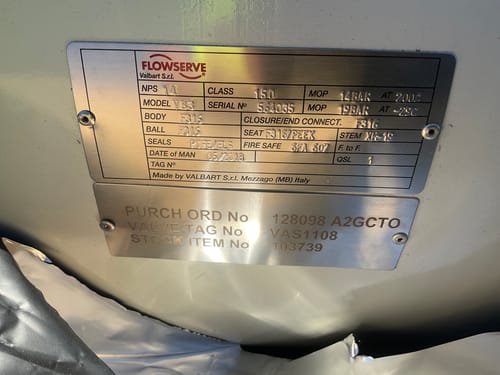 FLOWSERVE
Valbart S.r.l.
NPS 14 CLASS 150 MOP 14BAR AT 200C
MODEL SERIAL Nº 564035 MOP 19BAR AT -29C
BODY F316 CLOSURE/END CONNECT. F316
BALL F316 SEAT F316/PEEK STEM XM-19
SEALS FIRE SAFE 607 F. to F.
DATE OF MAN QSL 1
TAG Nº
Made by VALBART S.r.l. Mezzago (MB) Italy
PURCH ORD No 128098 A2GCTO
VALVE TAG No VAS1108
STOCK ITEM No 103739